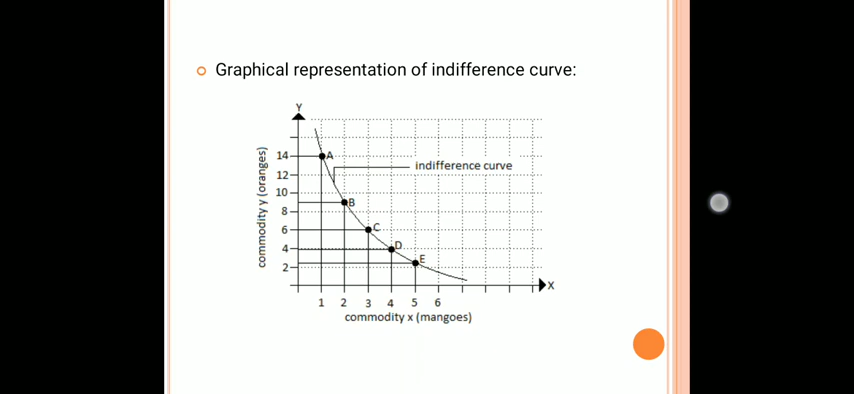 Graphical representation of indifference curve:
Y
14
A
indifference curve
12
10
B
8
6
C
4
D
2
E
commodity y (oranges)
X
1 2 3 4 5 6
commodity x (mangoes)